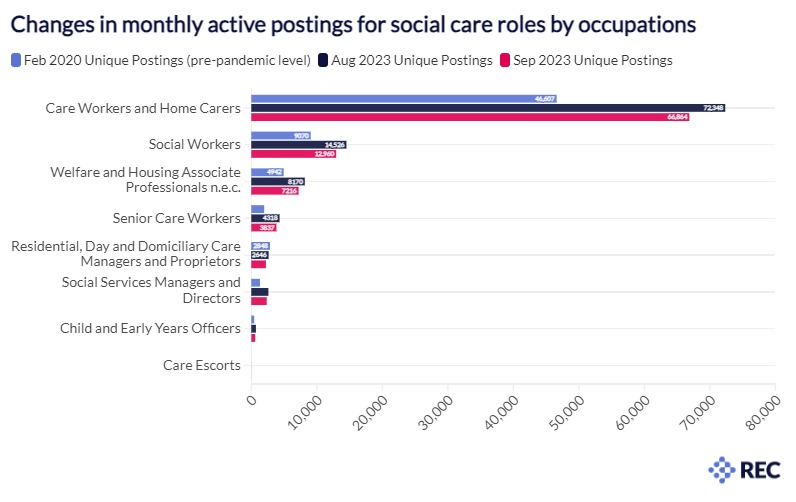 Changes in monthly active postings for social care roles by occupations
Feb 2020 Unique Postings (pre-pandemic level) Aug 2023 Unique Postings Sep 2023 Unique Postings
Care Workers and Home Carers
46,607
72,348
66,864
Social Workers
9070
14,526
12,960
Welfare and Housing Associate
Professionals n.e.c.
4942
8170
7216
Senior Care Workers
4318
3837
Residential, Day and Domiciliary Care
Managers and Proprietors
2848
2646
Social Services Managers and
Directors
Child and Early Years Officers
Care Escorts
0
10,000
20,000
30,000
40,000
50,000
60,000
70,000
80,000
REC